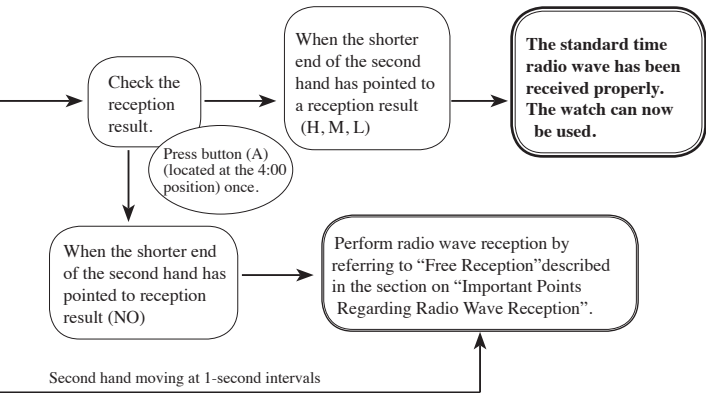 Check the
reception
result.
Press button (A)
(located at the 4:00
position) once.
When the shorter
end of the second
hand has pointed to
a reception result
(H, M, L)
The standard time
radio wave has been
received properly.
The watch can now
be used.
When the shorter end
of the second hand has
pointed to reception
result (NO)
Perform radio wave reception by
referring to “Free Reception”described
in the section on “Important Points
Regarding Radio Wave Reception”.
Second hand moving at 1-second intervals